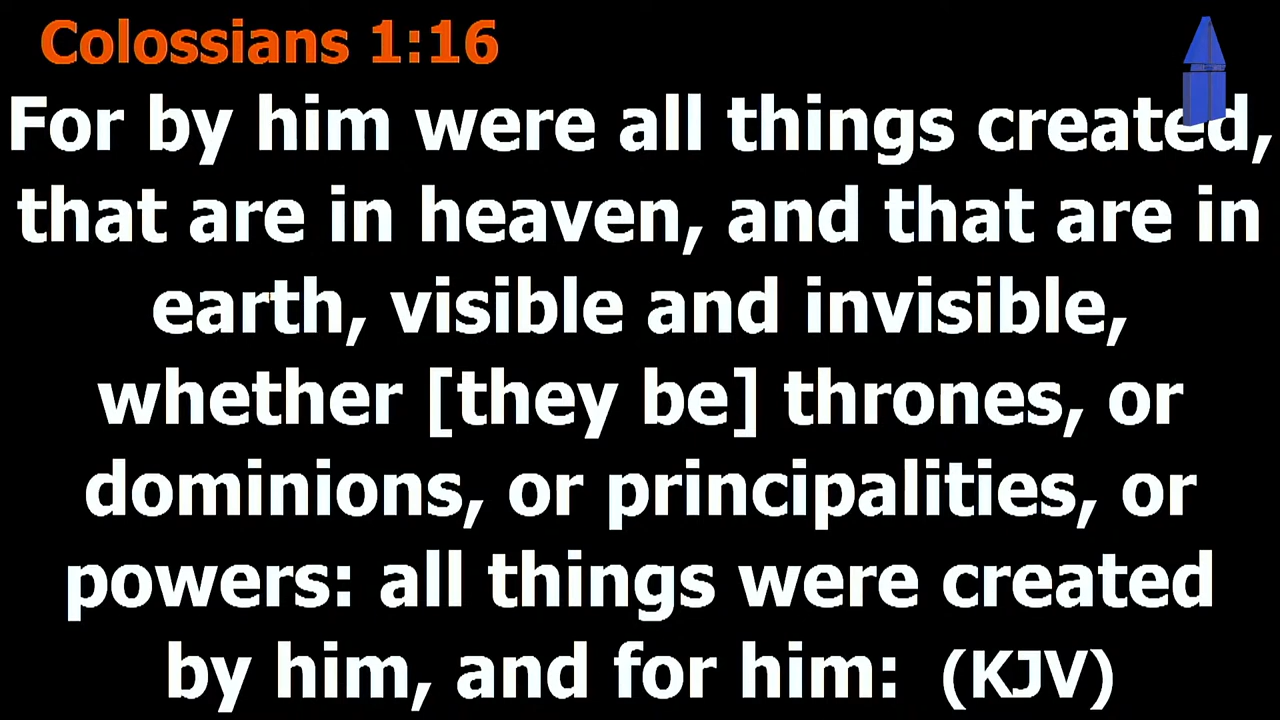 Colossians 1:16
For by him were all things created,
that are in heaven, and that are in
earth, visible and invisible,
whether [they be] thrones, or
dominions, or principalities, or
powers: all things were created
by him, and for him: (KJV)